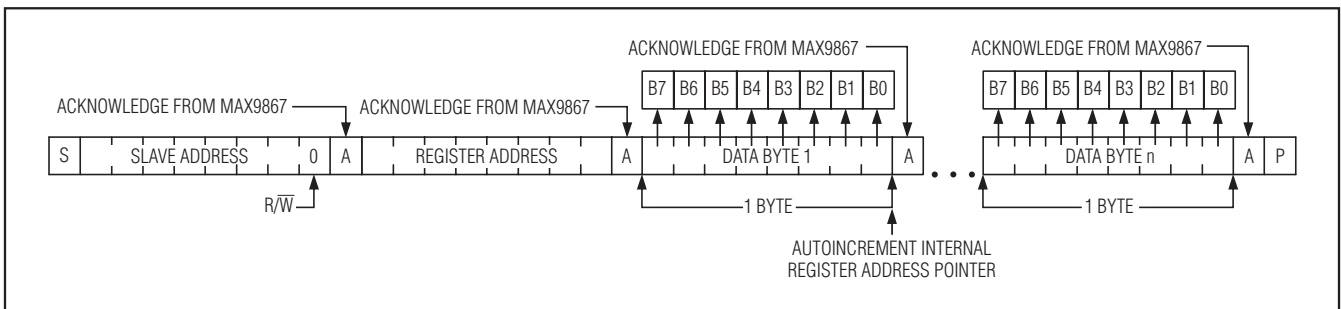 ACKNOWLEDGE FROM MAX9867 ACKNOWLEDGE FROM MAX9867
B7 B6 B5 B4 B3 B2 B1 B0 B7 B6 B5 B4 B3 B2 B1 B0
ACKNOWLEDGE FROM MAX9867 ACKNOWLEDGE FROM MAX9867
S SLAVE ADDRESS 0 A REGISTER ADDRESS A DATA BYTE 1 A DATA BYTE n A P
R/W̅ 1 BYTE 1 BYTE
AUTOINCREMENT INTERNAL
REGISTER ADDRESS POINTER